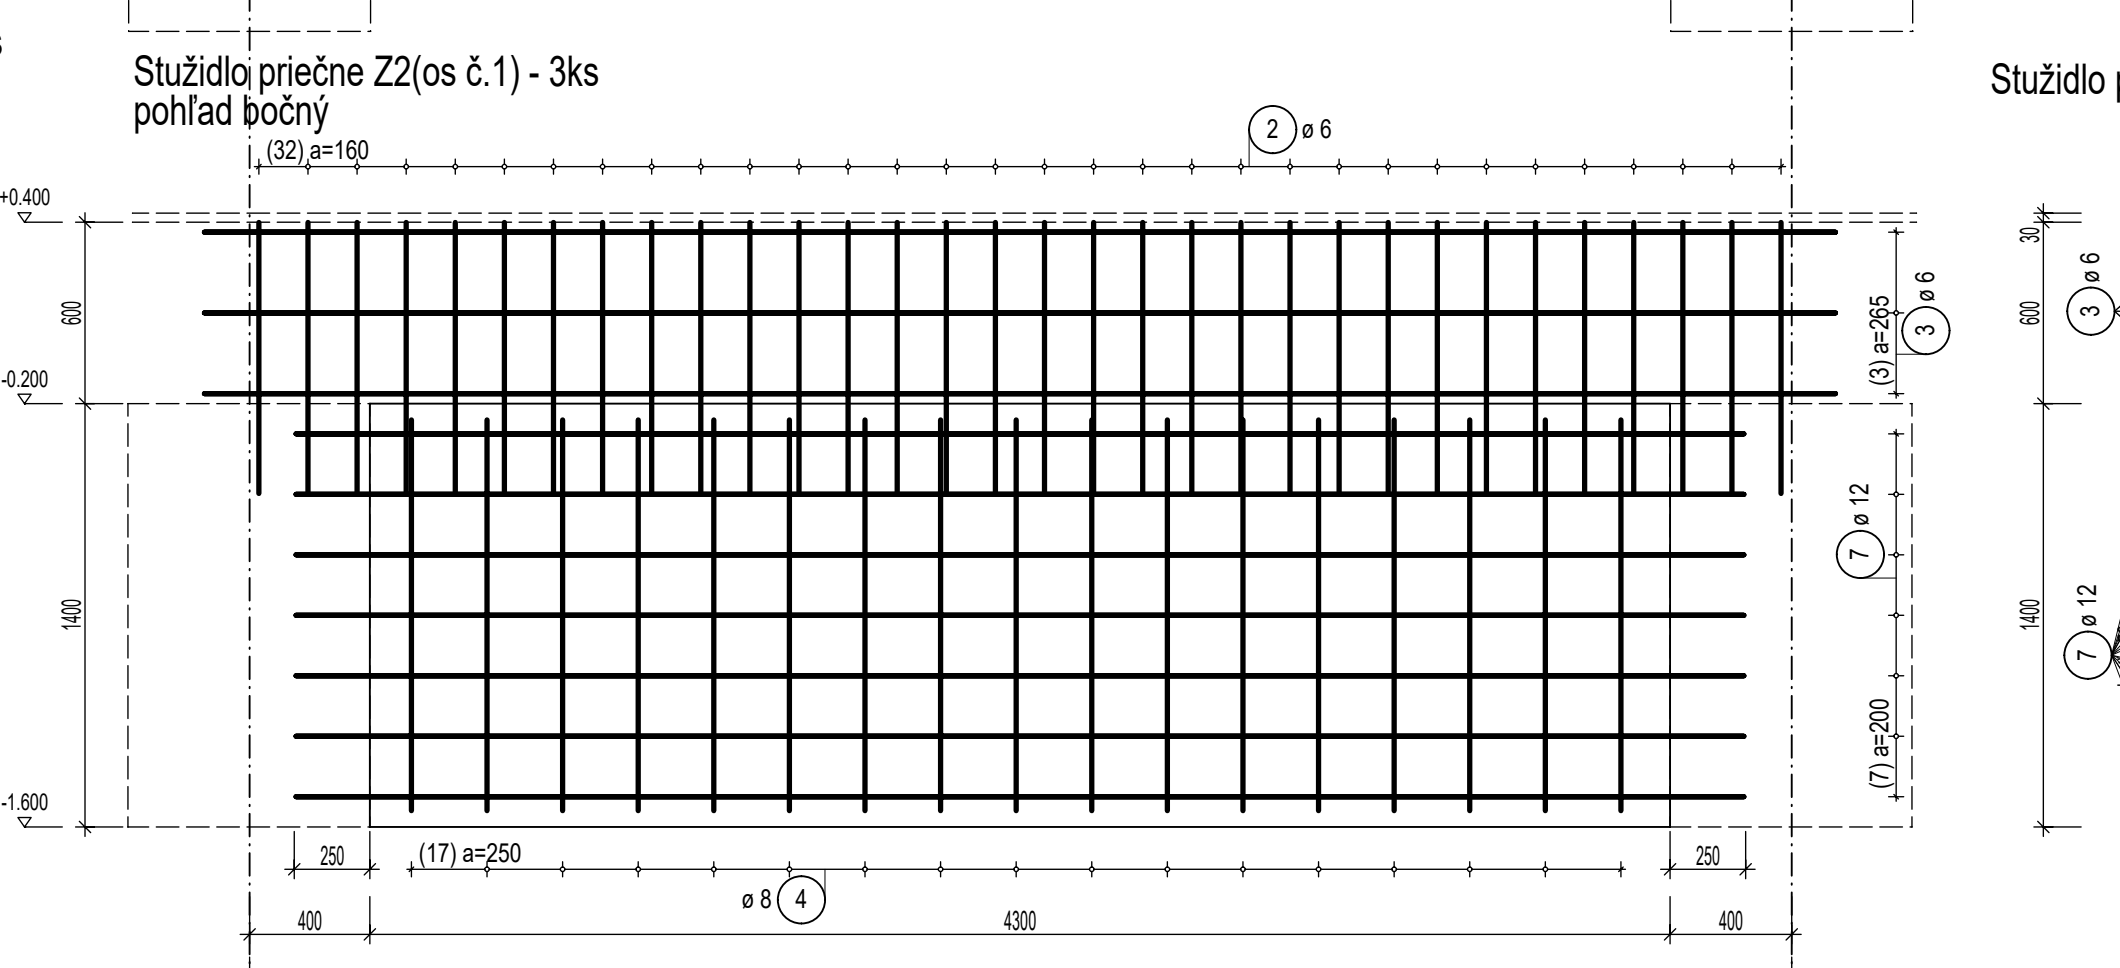 Stužidlo priečne Z2(os č.1) - 3ks
pohľad bočný
Stužidlo
(32) a=160
2 ø 6
+0.400
600
-0.200
1400
-1.600
(3) a=265
3 ø 6
7 ø 12
(7) a=200
30
600
3 ø 6
1400
7 ø 12
250
(17) a=250
250
ø 8 4
400
4300
400